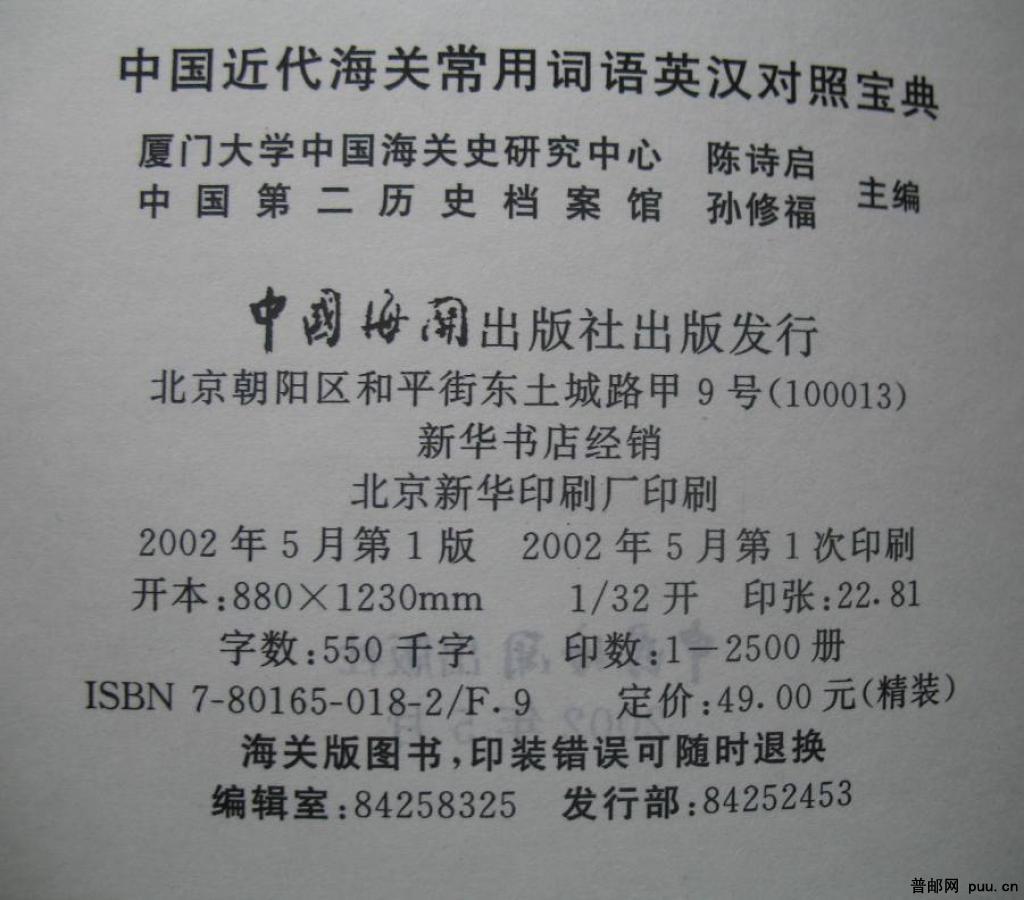 中国近代海关常用词语英汉对照宝典
厦门大学中国海关史研究中心 陈诗启
中国第二历史档案馆 孙修福 主编
中國海關出版社出版发行
北京朝阳区和平街东土城路甲9号(100013)
新华书店经销
北京新华印刷厂印刷
2002年5月第1版 2002年5月第1次印刷
开本:880×1230mm 1/32开 印张:22.81
字数:550千字 印数:1-2500册
ISBN 7-80165-018-2/F.9 定价:49.00元(精装)
海关版图书,印装错误可随时退换
编辑室:84258325 发行部:84252453
普邮网 puu.cn